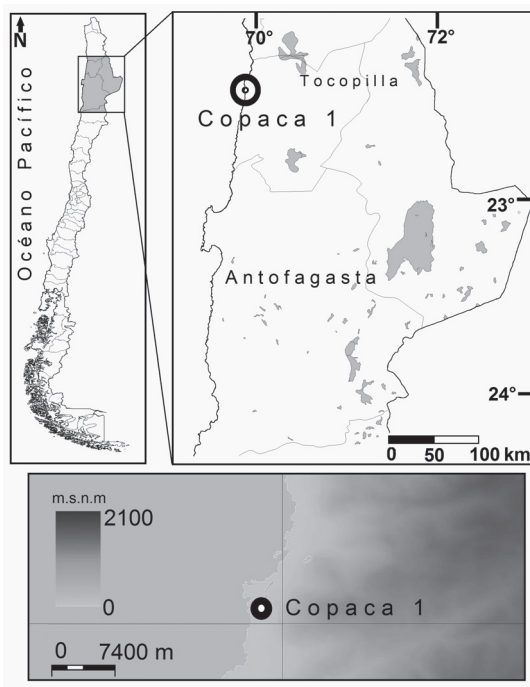 N
Océano Pacífico
70°
72°
Tocopilla
Copaca 1
23°
Antofagasta
24°
0 50 100 km
m.s.n.m
2100
0
Copaca 1
0 7400 m